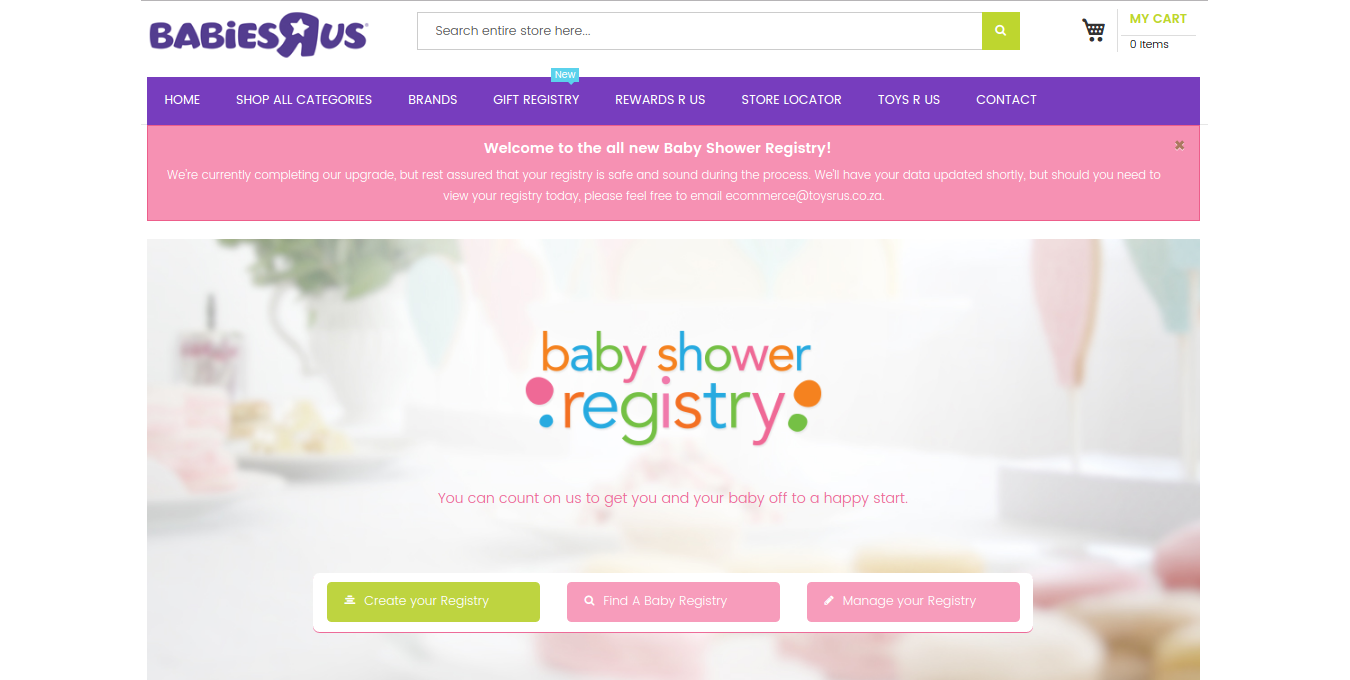 BABIESRUS
Search entire store here...
MY CART
0 Items
New
HOME SHOP ALL CATEGORIES BRANDS GIFT REGISTRY REWARDS R US STORE LOCATOR TOYS R US CONTACT
Welcome to the all new Baby Shower Registry!
We're currently completing our upgrade, but rest assured that your registry is safe and sound during the process. We'll have your data updated shortly, but should you need to
view your registry today, please feel free to email ecommerce@toysrus.co.za.
baby shower
registry
You can count on us to get you and your baby off to a happy start.
Create your Registry Find A Baby Registry Manage your Registry